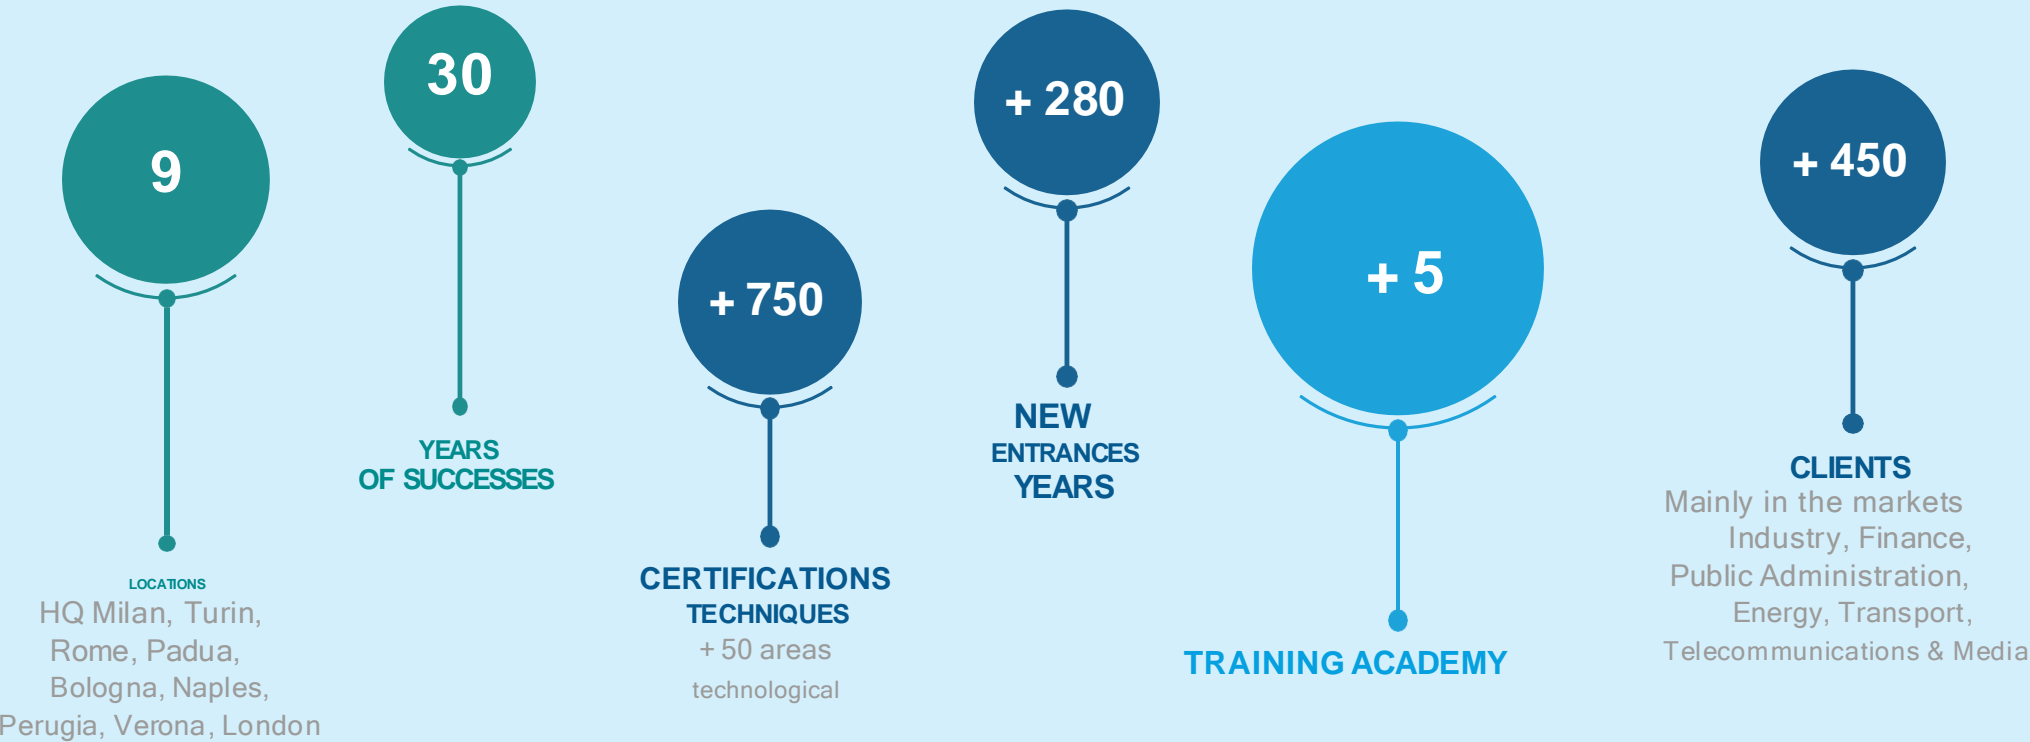 9
LOCATIONS
HQ Milan, Turin,
Rome, Padua,
Bologna, Naples,
Perugia, Verona, London
30
YEARS
OF SUCCESSES
+ 750
CERTIFICATIONS
TECHNIQUES
+ 50 areas
technological
+ 280
NEW
ENTRANCES
YEARS
+ 5
TRAINING ACADEMY
+ 450
CLIENTS
Mainly in the markets
Industry, Finance,
Public Administration,
Energy, Transport,
Telecommunications & Media